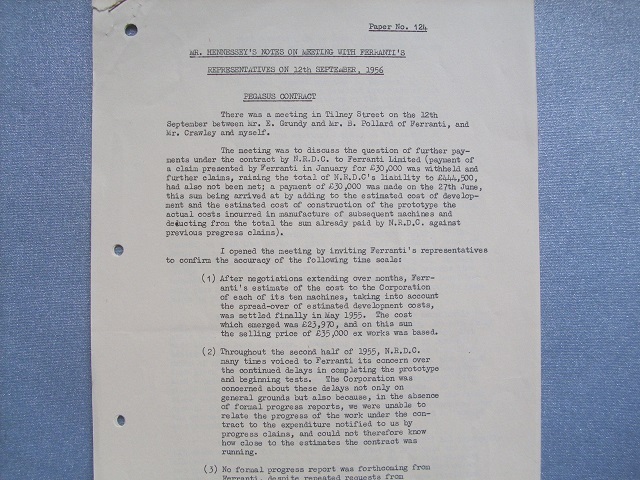 Paper No. 124
MR. HENNESSEY'S NOTES ON MEETING WITH FERRANTI'S
REPRESENTATIVES ON 12th SEPTEMBER, 1956
PEGASUS CONTRACT
There was a meeting in Tilney Street on the 12th
September between Mr. E. Grundy and Mr. B. Pollard of Ferranti, and
Mr. Crawley and myself.
The meeting was to discuss the question of further pay-
ments under the contract by N.R.D.C. to Ferranti Limited (payment of
a claim presented by Ferranti in January for £30,000 was withheld and
further claims, raising the total of N.R.D.C's liability to £444,500,
had also not been met; a payment of £30,000 was made on the 27th June,
this sum being arrived at by adding to the estimated cost of develop-
ment and the estimated cost of construction of the prototype the
actual costs incurred in manufacture of subsequent machines and
deducting from the total the sum already paid by N.R.D.C. against
previous progress claims).
I opened the meeting by inviting Ferranti's representatives
to confirm the accuracy of the following time scale:
(1) After negotiations extending over months, Ferr-
anti's estimate of the cost to the Corporation
of each of its ten machines, taking into account
the spread-over of estimated development costs,
was settled finally in May 1955. The cost
which emerged was £23,970, and on this sum
the selling price of £35,000 ex works was based.
(2) Throughout the second half of 1955, N.R.D.C.
many times voiced to Ferranti its concern over
the continued delays in completing the prototype
and beginning tests. The Corporation was
concerned about these delays not only on
general grounds but also because, in the absence
of formal progress reports, we were unable to
relate the progress of the work under the con-
tract to the expenditure notified to us by
progress claims, and could not therefore know
how close to the estimates the contract was
running.
(3) No formal progress report was forthcoming from
Ferranti, despite repeated requests from